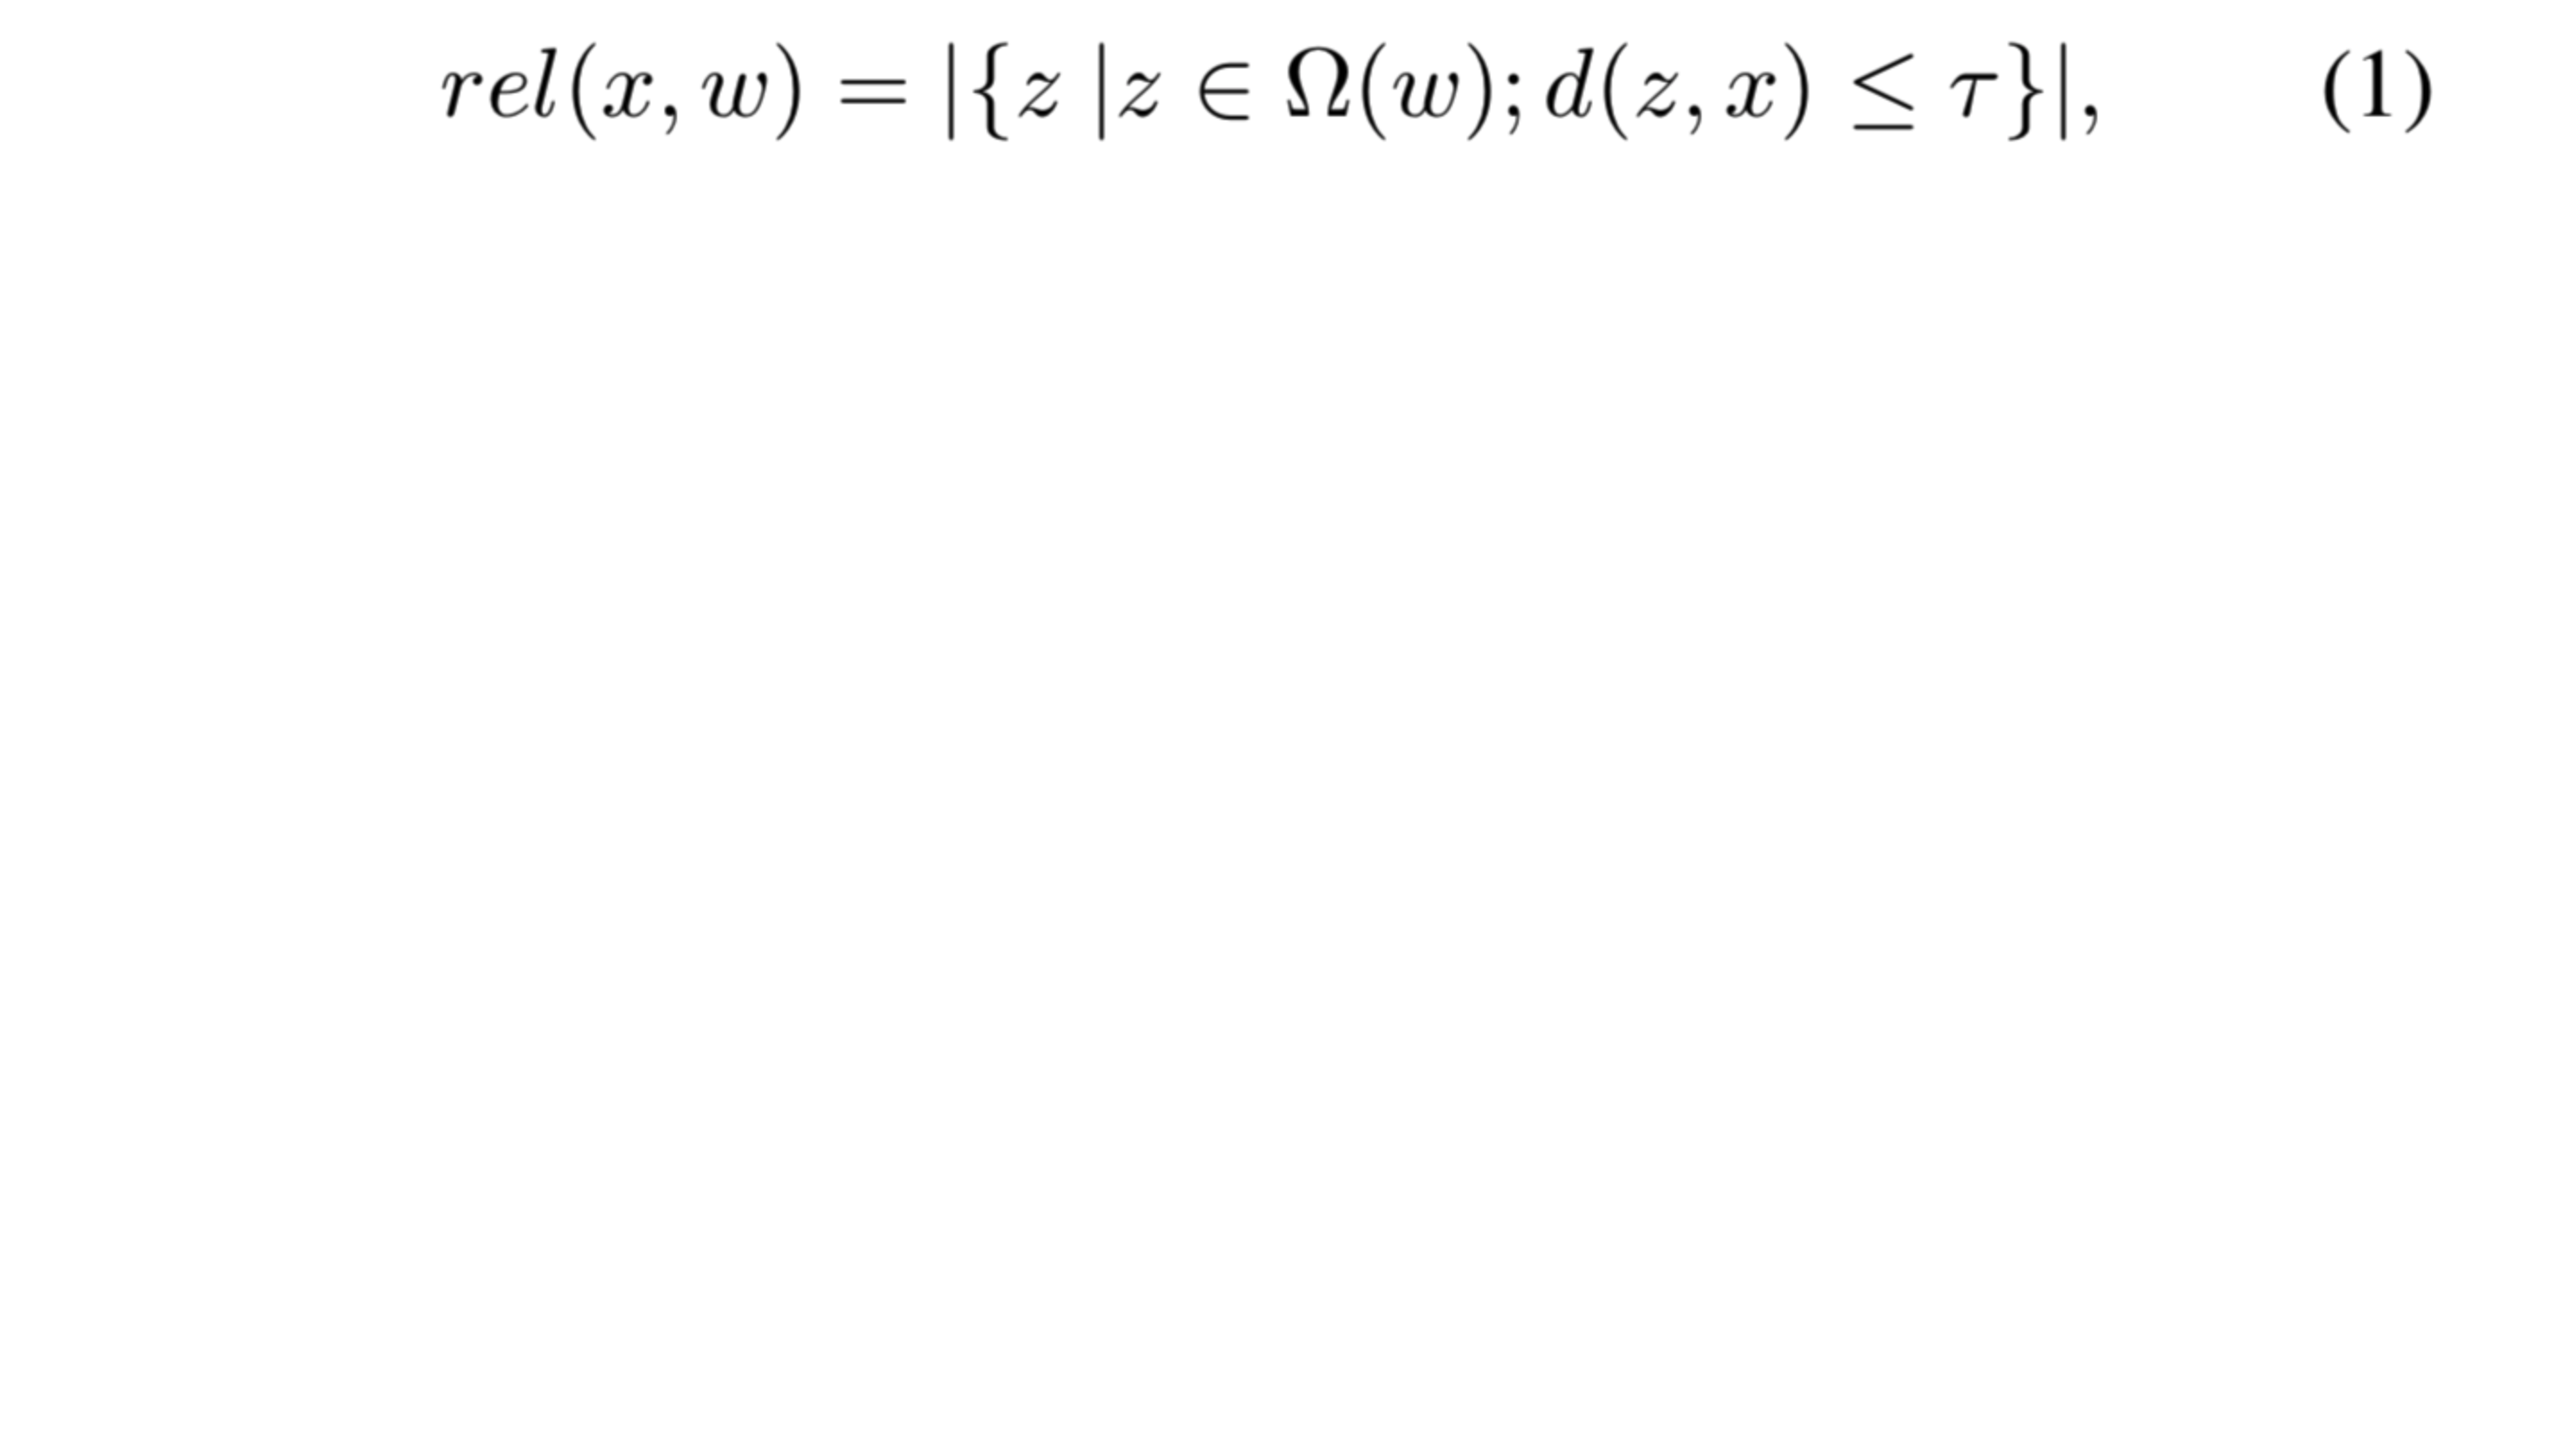 rel(x, w) = |{z |z ∈ Ω(w); d(z, x) ≤ τ}|, (1)